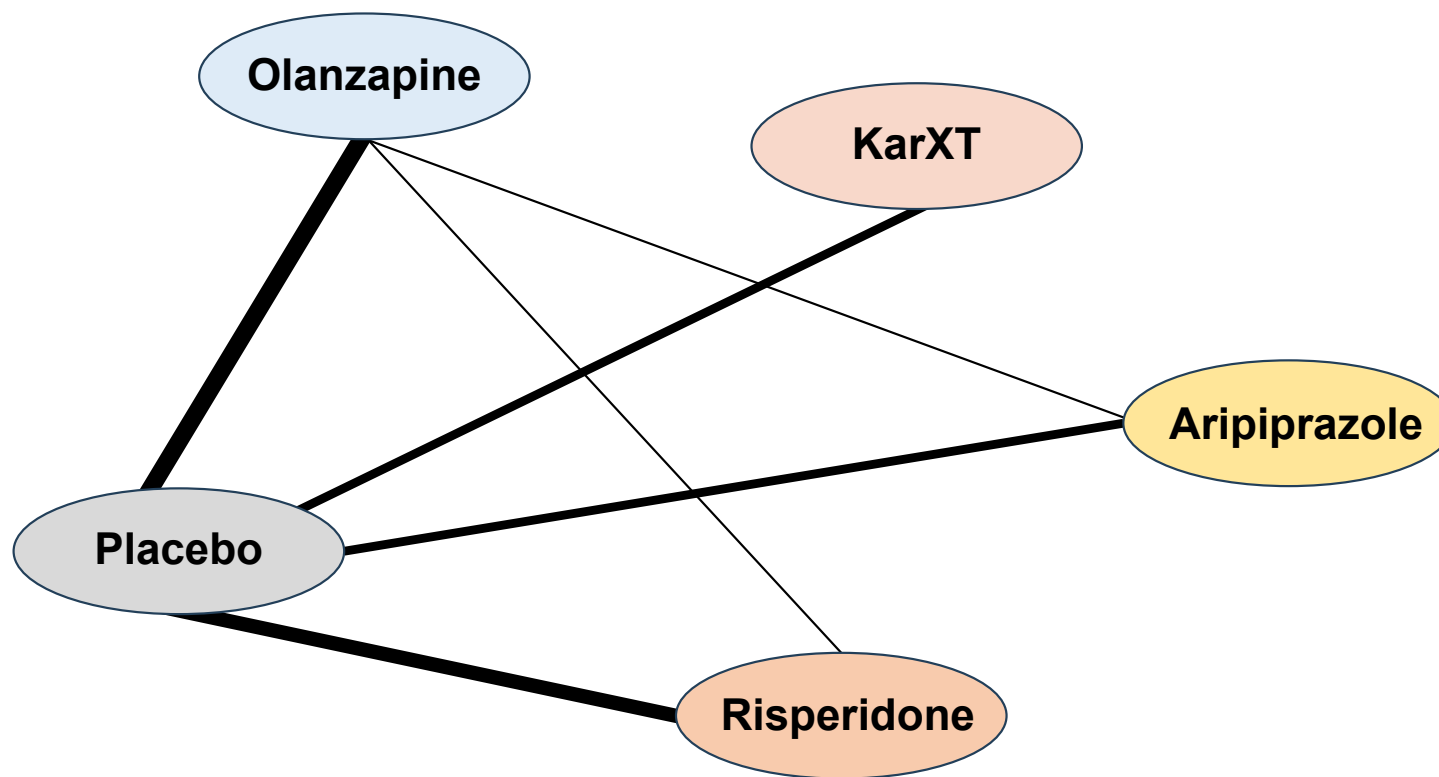 Olanzapine
KarXT
Aripiprazole
Placebo
Risperidone